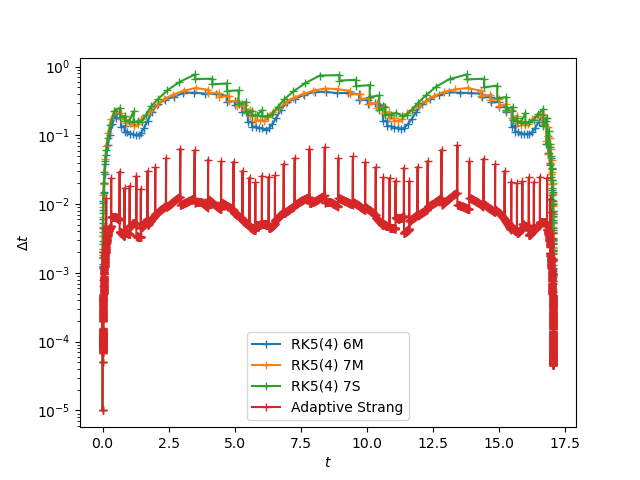 10⁰
10⁻¹
10⁻²
10⁻³
10⁻⁴
10⁻⁵
Δt
RK5(4) 6M
RK5(4) 7M
RK5(4) 7S
Adaptive Strang
0.0 2.5 5.0 7.5 10.0 12.5 15.0 17.5
t